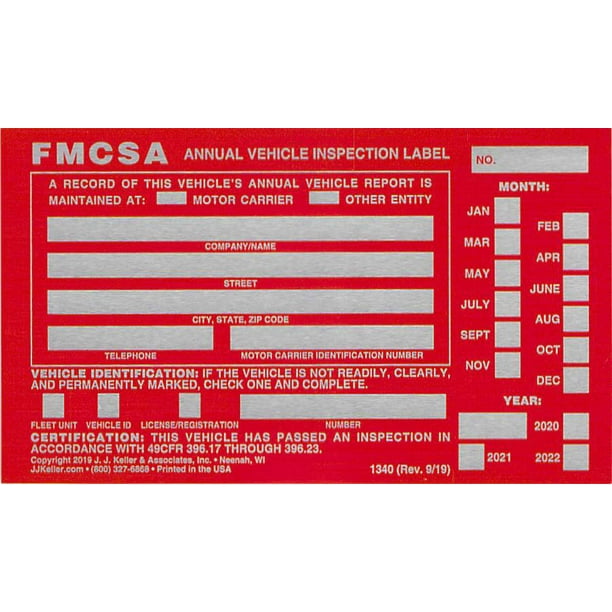 FMCSA ANNUAL VEHICLE INSPECTION LABEL
NO.
A RECORD OF THIS VEHICLE'S ANNUAL VEHICLE REPORT IS
MAINTAINED AT: MOTOR CARRIER OTHER ENTITY
COMPANY/NAME
STREET
CITY, STATE, ZIP CODE
TELEPHONE MOTOR CARRIER IDENTIFICATION NUMBER
VEHICLE IDENTIFICATION: IF THE VEHICLE IS NOT READILY, CLEARLY,
AND PERMANENTLY MARKED, CHECK ONE AND COMPLETE.
FLEET UNIT VEHICLE ID LICENSE/REGISTRATION NUMBER
CERTIFICATION: THIS VEHICLE HAS PASSED AN INSPECTION IN
ACCORDANCE WITH 49CFR 396.17 THROUGH 396.23.
Copyright 2019 J. J. Keller & Associates, Inc. • Neenah, WI
JJKeller.com • (800) 327-6868 • Printed in the USA
1340 (Rev. 9/19)
MONTH:
JAN
FEB
MAR
APR
MAY
JUNE
JULY
AUG
SEPT
OCT
NOV
DEC
YEAR:
2020
2021 2022